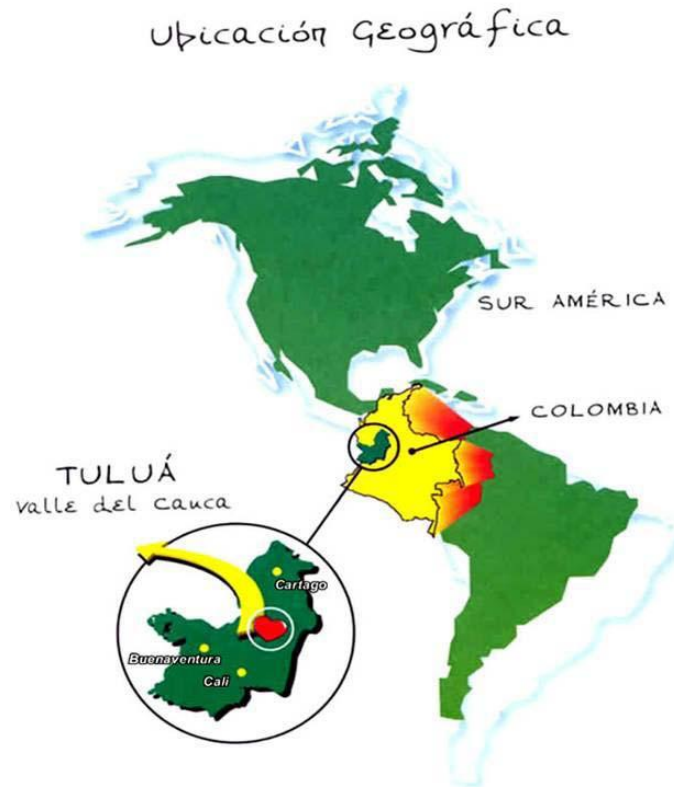 Ubicación Geográfica
SUR AMÉRICA
COLOMBIA
TULUÁ
Valle del Cauca
Cartago
Buenaventura
Cali